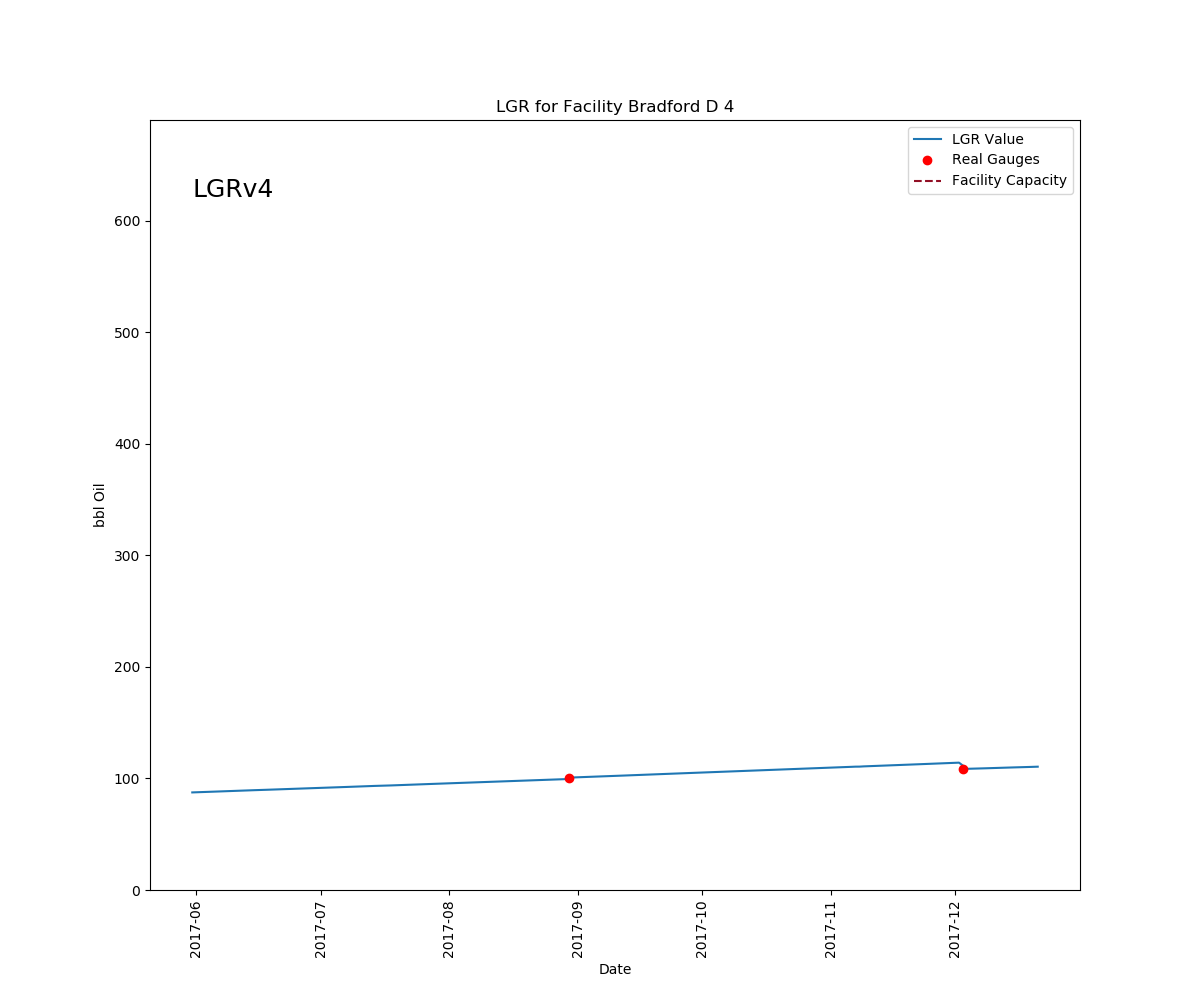 LGR for Facility Bradford D 4
LGRv4
LGR Value
Real Gauges
Facility Capacity
600
500
400
300
200
100
0
bbl Oil
2017-06
2017-07
2017-08
2017-09
2017-10
2017-11
2017-12
Date